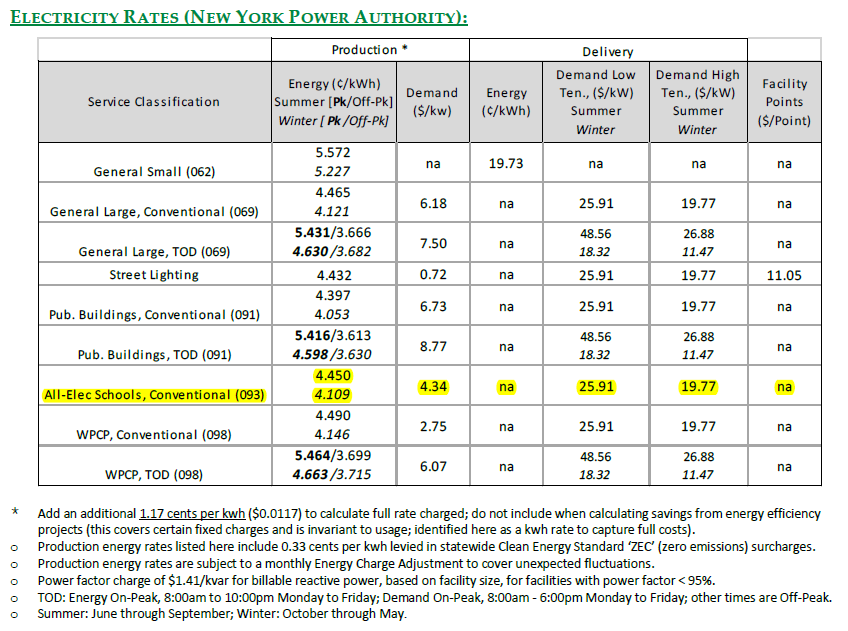 ELECTRICITY RATES (NEW YORK POWER AUTHORITY):
Production * Delivery
Service Classification
Energy (¢/kWh)
Summer [Pk/Off-Pk]
Winter [ Pk/Off-Pk]
Demand
($/kw)
Energy
(¢/kWh)
Demand Low
Ten., ($/kW)
Summer
Winter
Demand High
Ten., ($/kW)
Summer
Winter
Facility
Points
($/Point)
General Small (062)
5.572
5.227
na 19.73 na na na
General Large, Conventional (069)
4.465
4.121
6.18 na 25.91 19.77 na
General Large, TOD (069)
5.431/3.666
4.630/3.682
7.50 na
48.56
18.32
26.88
11.47
na
Street Lighting 4.432 0.72 na 25.91 19.77 11.05
Pub. Buildings, Conventional (091)
4.397
4.053
6.73 na 25.91 19.77 na
Pub. Buildings, TOD (091)
5.416/3.613
4.598/3.630
8.77 na
48.56
18.32
26.88
11.47
na
All-Elec Schools, Conventional (093)
4.450
4.109
4.34 na 25.91 19.77 na
WPCP, Conventional (098)
4.490
4.146
2.75 na 25.91 19.77 na
WPCP, TOD (098)
5.464/3.699
4.663/3.715
6.07 na
48.56
18.32
26.88
11.47
na
* Add an additional 1.17 cents per kwh ($0.0117) to calculate full rate charged; do not include when calculating savings from energy efficiency
projects (this covers certain fixed charges and is invariant to usage; identified here as a kwh rate to capture full costs).
o Production energy rates listed here include 0.33 cents per kwh levied in statewide Clean Energy Standard 'ZEC' (zero emissions) surcharges.
o Production energy rates are subject to a monthly Energy Charge Adjustment to cover unexpected fluctuations.
o Power factor charge of $1.41/kvar for billable reactive power, based on facility size, for facilities with power factor < 95%.
o TOD: Energy On-Peak, 8:00am to 10:00pm Monday to Friday; Demand On-Peak, 8:00am - 6:00pm Monday to Friday; other times are Off-Peak.
o Summer: June through September; Winter: October through May.